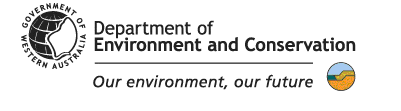 GOVERNMENT OF
WESTERN AUSTRALIA
Department of
Environment and Conservation
Our environment, our future